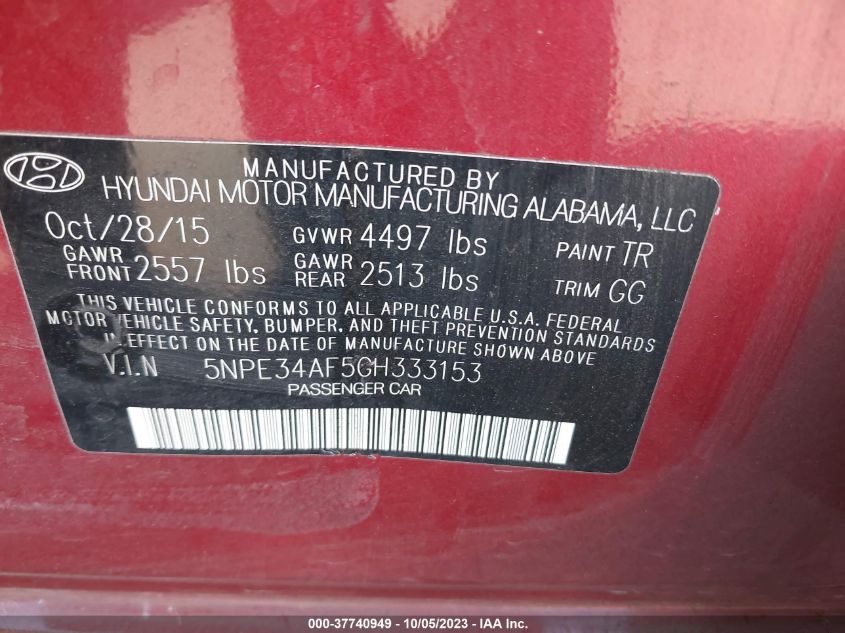 MANUFACTURED BY
HYUNDAI MOTOR MANUFACTURING ALABAMA, LLC
Oct/28/15 GVWR 4497 lbs PAINT TR
GAWR FRONT 2557 lbs GAWR REAR 2513 lbs TRIM GG
THIS VEHICLE CONFORMS TO ALL APPLICABLE U.S.A. FEDERAL
MOTOR VEHICLE SAFETY, BUMPER, AND THEFT PREVENTION STANDARDS
IN EFFECT ON THE DATE OF MANUFACTURE SHOWN ABOVE
V.I.N 5NPE34AF5GH333153
PASSENGER CAR
000-37740949 - 10/05/2023 - IAA Inc.